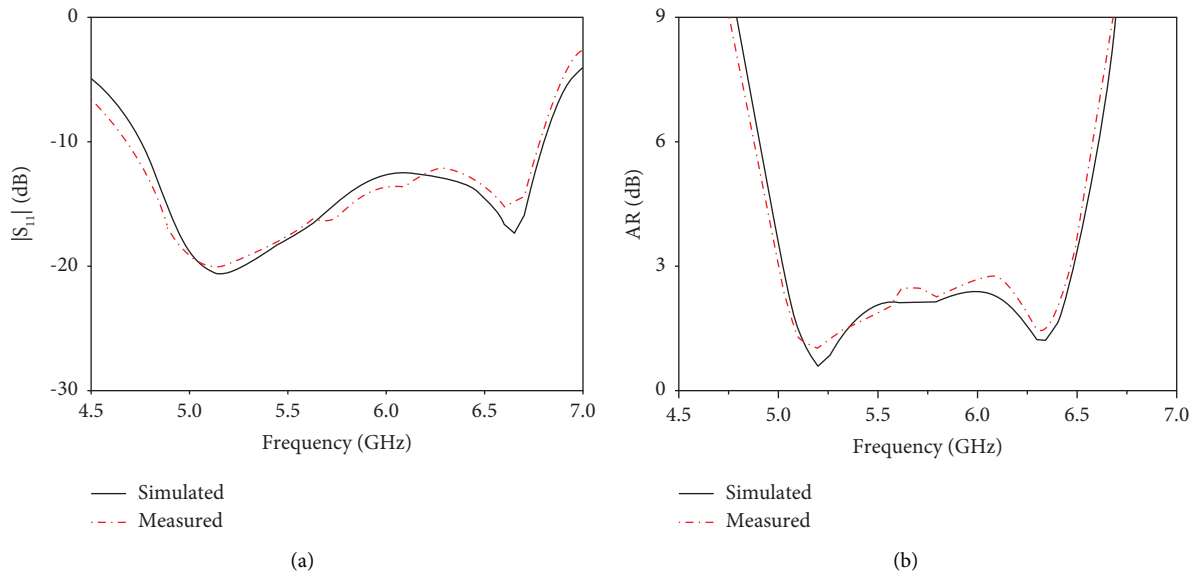 0
-10
-20
-30
|S11| (dB)
4.5 5.0 5.5 6.0 6.5 7.0
Frequency (GHz)
Simulated
Measured
(a)
9
6
3
0
AR (dB)
4.5 5.0 5.5 6.0 6.5 7.0
Frequency (GHz)
Simulated
Measured
(b)